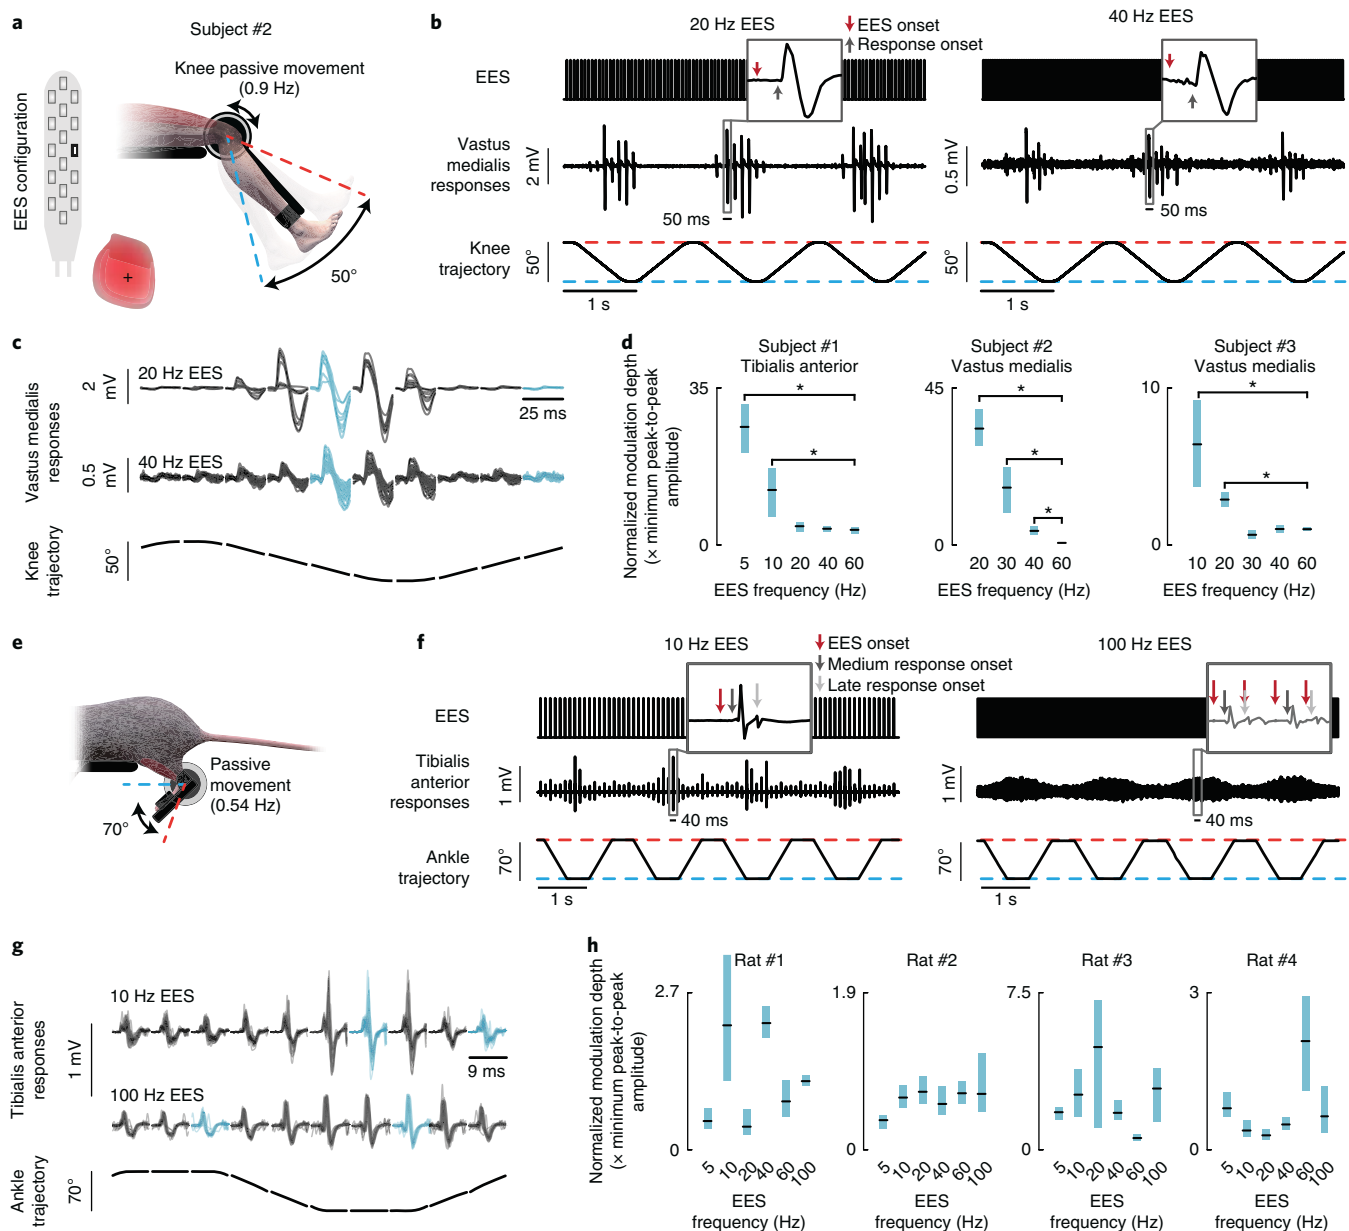 a
Subject #2
Knee passive movement
(0.9 Hz)
EES configuration
50°
b
20 Hz EES
EES onset
Response onset
40 Hz EES
EES
Vastus
medialis
responses
2 mV
0.5 mV
50 ms
50 ms
Knee
trajectory
50°
50°
1 s
1 s
c
20 Hz EES
2
mV
25 ms
Vastus medialis
responses
40 Hz EES
0.5
mV
Knee
trajectory
50°
d
Normalized modulation depth
(× minimum peak-to-peak
amplitude)
Subject #1
Tibialis anterior
35
*
*
0
5 10 20 40 60
EES frequency (Hz)
Subject #2
Vastus medialis
45
*
*
*
0
20 30 40 60
EES frequency (Hz)
Subject #3
Vastus medialis
10
*
*
0
10 20 30 40 60
EES frequency (Hz)
e
Passive
movement
(0.54 Hz)
70°
f
10 Hz EES
EES onset
Medium response onset
Late response onset
100 Hz EES
EES
Tibialis
anterior
responses
1 mV
1 mV
40 ms
40 ms
Ankle
trajectory
70°
70°
1 s
1 s
g
10 Hz EES
Tibialis anterior
responses
1 mV
9 ms
100 Hz EES
Ankle
trajectory
70°
h
Normalized modulation depth
(× minimum peak-to-peak
amplitude)
Rat #1
2.7
0
5 10 20 40 60 100
EES
frequency (Hz)
Rat #2
1.9
0
5 10 20 40 60 100
EES
frequency (Hz)
Rat #3
7.5
0
5 10 20 40 60 100
EES
frequency (Hz)
Rat #4
3
0
5 10 20 40 60 100
EES
frequency (Hz)